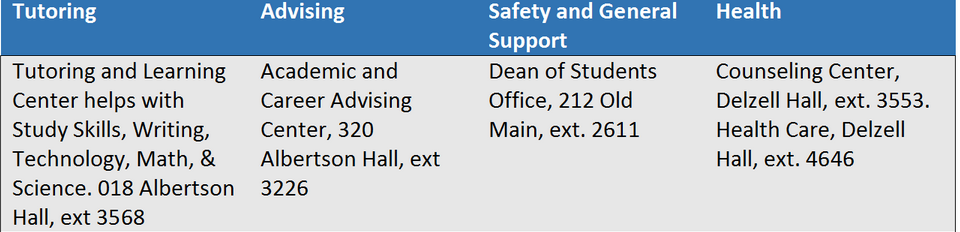 Tutoring
Advising
Safety and General
Support
Health
Tutoring and Learning
Center helps with
Study Skills, Writing,
Technology, Math, &
Science. 018 Albertson
Hall, ext 3568
Academic and
Career Advising
Center, 320
Albertson Hall, ext
3226
Dean of Students
Office, 212 Old
Main, ext. 2611
Counseling Center,
Delzell Hall, ext. 3553.
Health Care, Delzell
Hall, ext. 4646